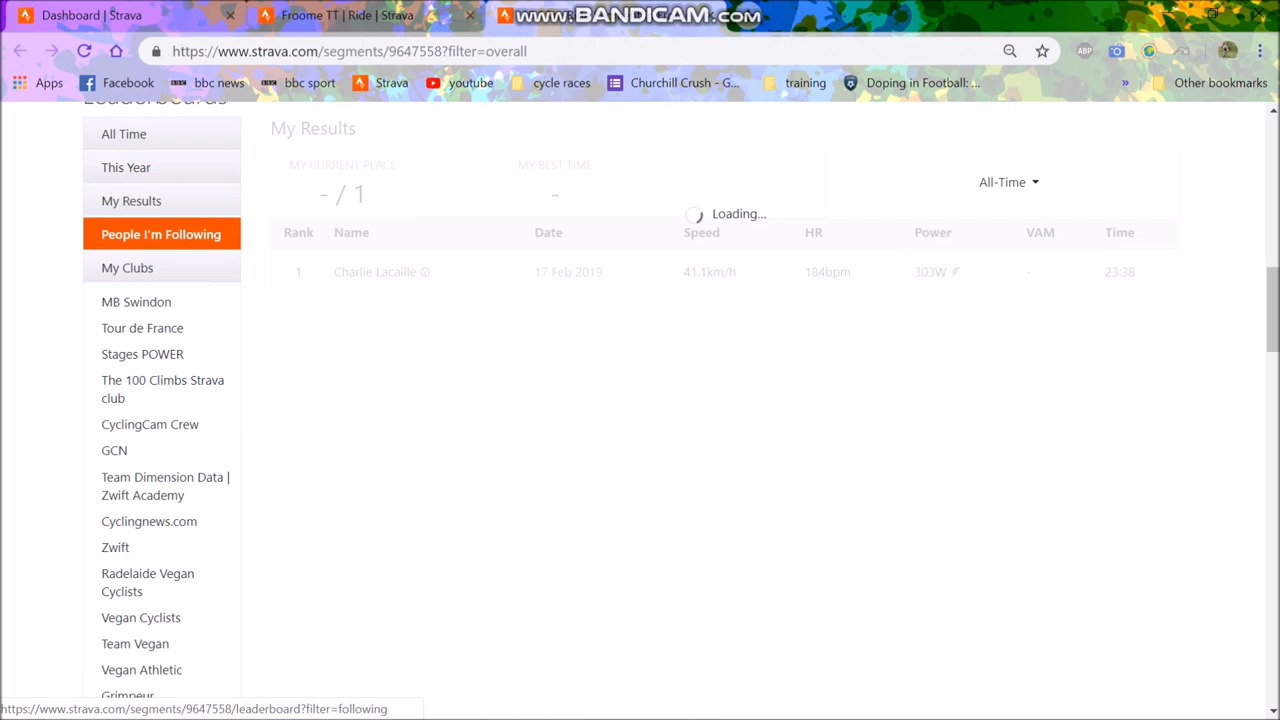 Dashboard | Strava
Froome TT | Ride | Strava
www.BANDICAM.com
https://www.strava.com/segments/9647558?filter=overall
ABP
Apps
Facebook
bbc news
bbc sport
Strava
youtube
cycle races
Churchill Crush - G...
training
Doping in Football: ...
»
Other bookmarks
Leaderboards
All Time
This Year
My Results
People I'm Following
My Clubs
MB Swindon
Tour de France
Stages POWER
The 100 Climbs Strava
club
CyclingCam Crew
GCN
Team Dimension Data |
Zwift Academy
Cyclingnews.com
Zwift
Radelaide Vegan
Cyclists
Vegan Cyclists
Team Vegan
Vegan Athletic
Grimpeur
My Results
MY CURRENT PLACE
MY BEST TIME
- / 1
-
All-Time
Loading...
Rank Name Date Speed HR Power VAM Time
1 Charlie Lacaille 17 Feb 2019 41.1km/h 184bpm 303W - 23:38
https://www.strava.com/segments/9647558/leaderboard?filter=following